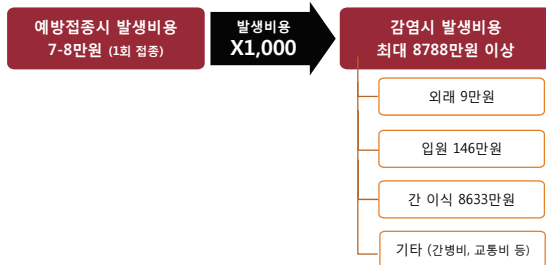 예방접종시 발생비용
7-8만원 (1회 접종)
발생비용
X1,000
감염시 발생비용
최대 8788만원 이상
외래 9만원
입원 146만원
간 이식 8633만원
기타 (간병비, 교통비 등)